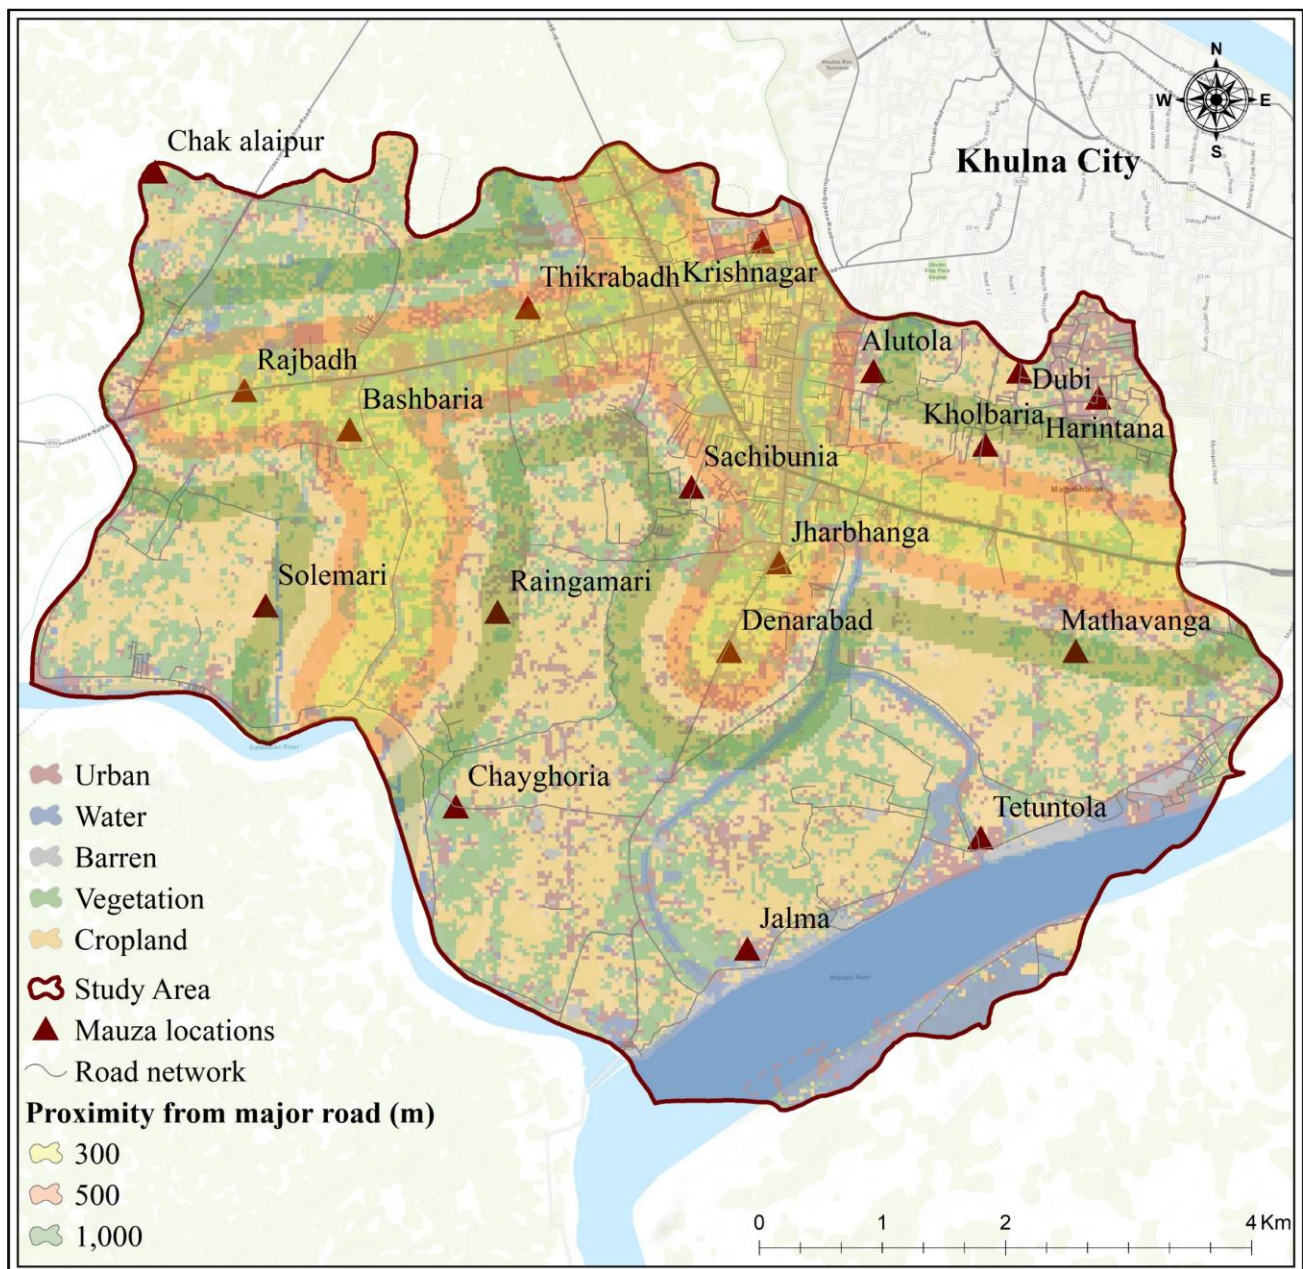 N
W E
S
Khulna City
Chak alaipur
Thikrabadh
Krishnagar
Rajbadh
Bashbaria
Alutola
Dubi
Kholbaria
Harintana
Sachibunia
Jharbhanga
Solemari
Raingamari
Denarabad
Mathavanga
Chayghoria
Tetuntola
Jalma
Urban
Water
Barren
Vegetation
Cropland
Study Area
Mauza locations
Road network
Proximity from major road (m)
300
500
1,000
0 1 2 4 Km